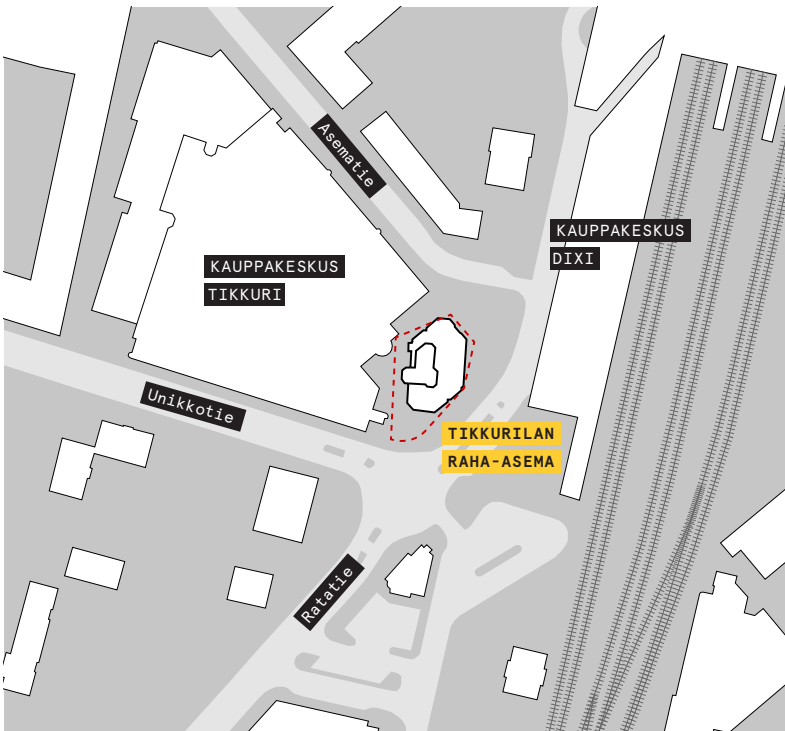 Asematie
KAUPPAKESKUS
DIXI
KAUPPAKESKUS
TIKKURI
Unikkotie
TIKKURILAN
RAHA-ASEMA
Ratatie